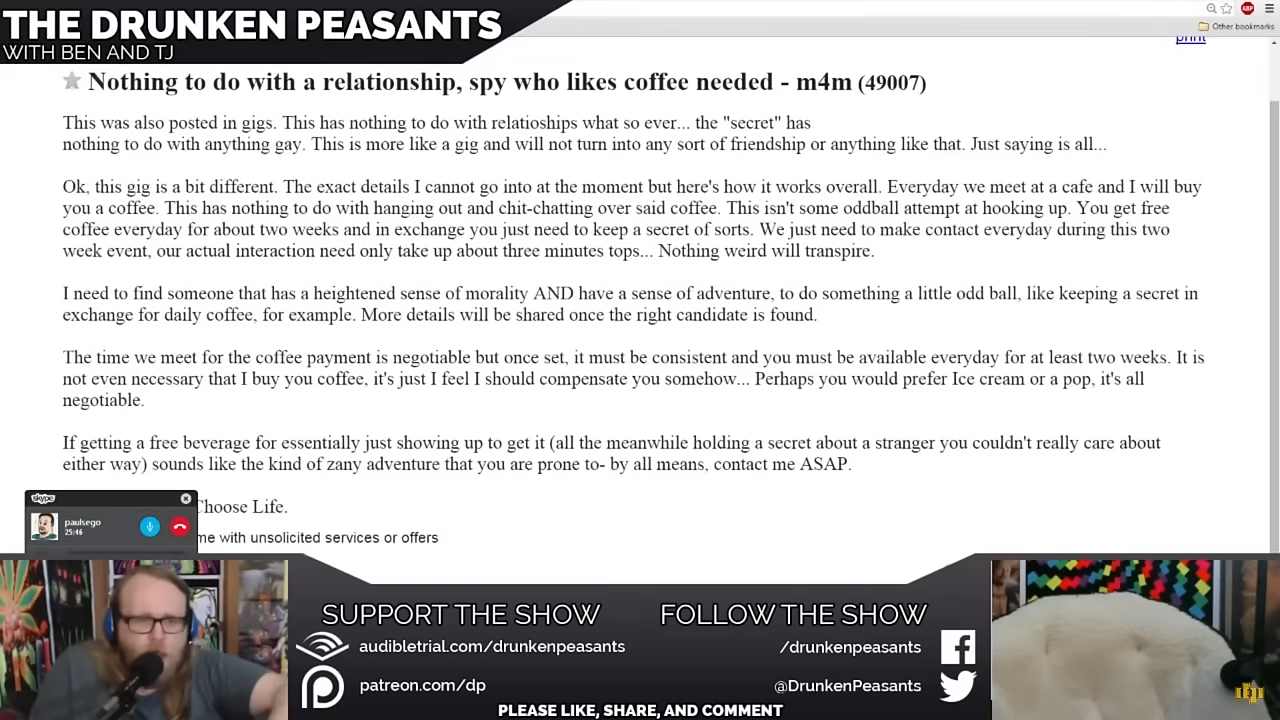 THE DRUNKEN PEASANTS
WITH BEN AND TJ
ABP
Other bookmarks
print
Nothing to do with a relationship, spy who likes coffee needed - m4m (49007)
This was also posted in gigs. This has nothing to do with relatioships what so ever... the "secret" has
nothing to do with anything gay. This is more like a gig and will not turn into any sort of friendship or anything like that. Just saying is all...
Ok, this gig is a bit different. The exact details I cannot go into at the moment but here's how it works overall. Everyday we meet at a cafe and I will buy
you a coffee. This has nothing to do with hanging out and chit-chatting over said coffee. This isn't some oddball attempt at hooking up. You get free
coffee everyday for about two weeks and in exchange you just need to keep a secret of sorts. We just need to make contact everyday during this two
week event, our actual interaction need only take up about three minutes tops... Nothing weird will transpire.
I need to find someone that has a heightened sense of morality AND have a sense of adventure, to do something a little odd ball, like keeping a secret in
exchange for daily coffee, for example. More details will be shared once the right candidate is found.
The time we meet for the coffee payment is negotiable but once set, it must be consistent and you must be available everyday for at least two weeks. It is
not even necessary that I buy you coffee, it's just I feel I should compensate you somehow... Perhaps you would prefer Ice cream or a pop, it's all
negotiable.
If getting a free beverage for essentially just showing up to get it (all the meanwhile holding a secret about a stranger you couldn't really care about
either way) sounds like the kind of zany adventure that you are prone to- by all means, contact me ASAP.
Choose Life.
me with unsolicited services or offers
skype
paulsego
25:46
SUPPORT THE SHOW
audibletrial.com/drunkenpeasants
patreon.com/dp
FOLLOW THE SHOW
/drunkenpeasants
@DrunkenPeasants
PLEASE LIKE, SHARE, AND COMMENT